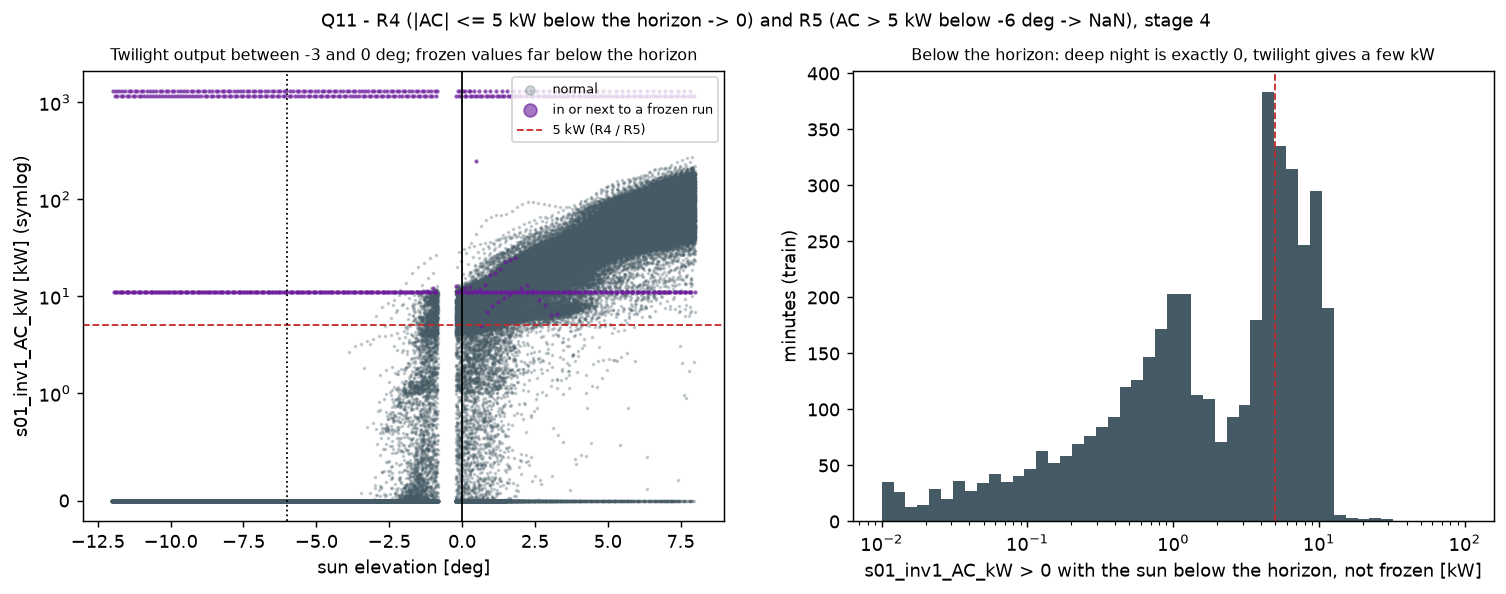 Q11 - R4 (|AC| <= 5 kW below the horizon -> 0) and R5 (AC > 5 kW below -6 deg -> NaN), stage 4
Twilight output between -3 and 0 deg; frozen values far below the horizon
s01_inv1_AC_kW [kW] (symlog)
10³
10²
10¹
10⁰
0
normal
in or next to a frozen run
5 kW (R4 / R5)
−12.5 −10.0 −7.5 −5.0 −2.5 0.0 2.5 5.0 7.5
sun elevation [deg]
Below the horizon: deep night is exactly 0, twilight gives a few kW
minutes (train)
400
350
300
250
200
150
100
50
0
10⁻² 10⁻¹ 10⁰ 10¹ 10²
s01_inv1_AC_kW > 0 with the sun below the horizon, not frozen [kW]